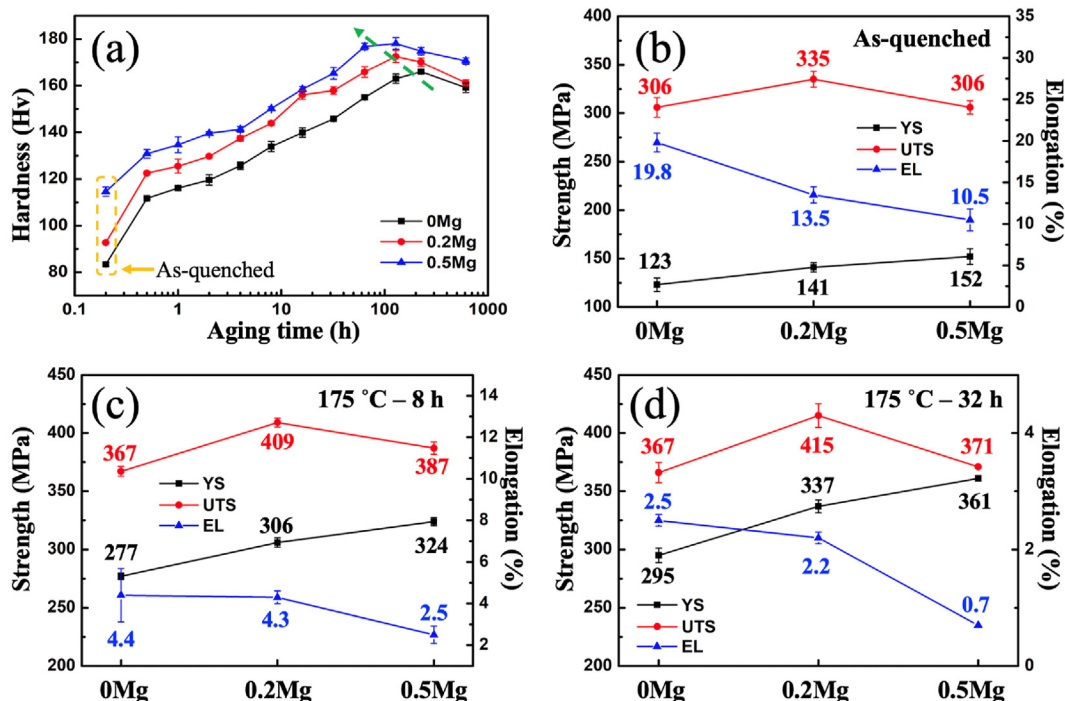 (a)
Hardness (Hv)
180
160
140
120
100
80
0Mg
0.2Mg
0.5Mg
As-quenched
0.1 1 10 100 1000
Aging time (h)
(b)
As-quenched
Strength (MPa)
400
350
300
250
200
150
100
Elongation (%)
35
30
25
20
15
10
5
0
306 335 306
YS
UTS
EL
19.8 13.5 10.5
123 141 152
0Mg 0.2Mg 0.5Mg
(c)
175 °C – 8 h
Strength (MPa)
450
400
350
300
250
200
Elongation (%)
14
12
10
8
6
4
2
367 409 387
YS
UTS
EL
277 306 324
4.4 4.3 2.5
0Mg 0.2Mg 0.5Mg
(d)
175 °C – 32 h
Strength (MPa)
450
400
350
300
250
200
Elongation (%)
4
2
0
367 415 371
2.5 337 361
295 2.2 0.7
YS
UTS
EL
0Mg 0.2Mg 0.5Mg